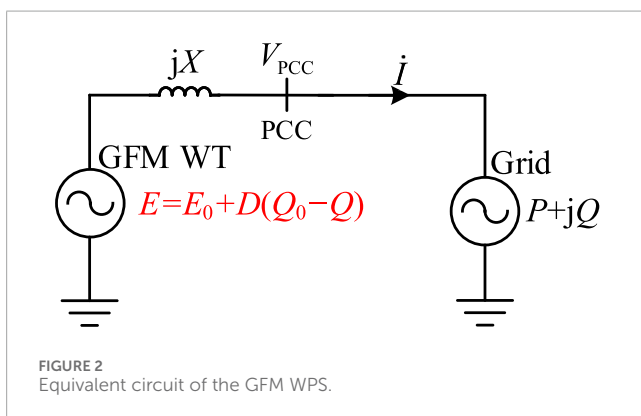 jX
V_PCC
İ
PCC
GFM WT
Grid
E=E₀+D(Q₀−Q)
P+jQ
FIGURE 2
Equivalent circuit of the GFM WPS.